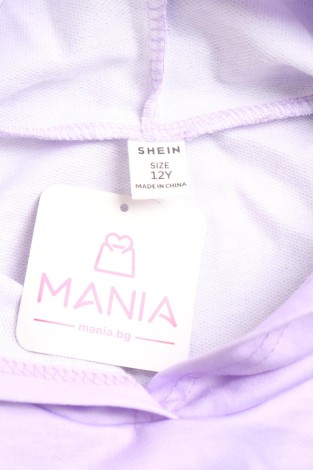 SHEIN
SIZE
12Y
MADE IN CHINA
MANIA
mania.bg